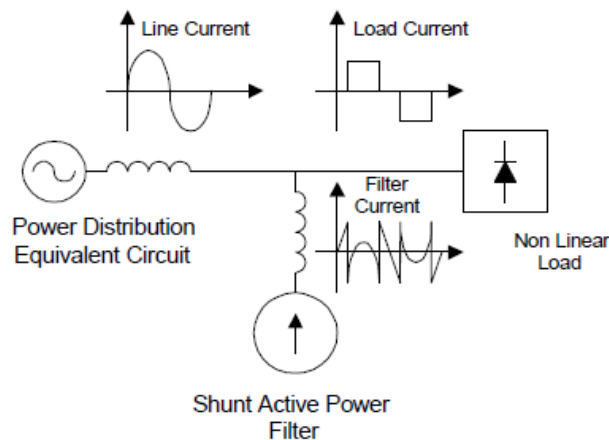 Line Current
Load Current
Filter
Current
Power Distribution
Equivalent Circuit
Non Linear
Load
Shunt Active Power
Filter